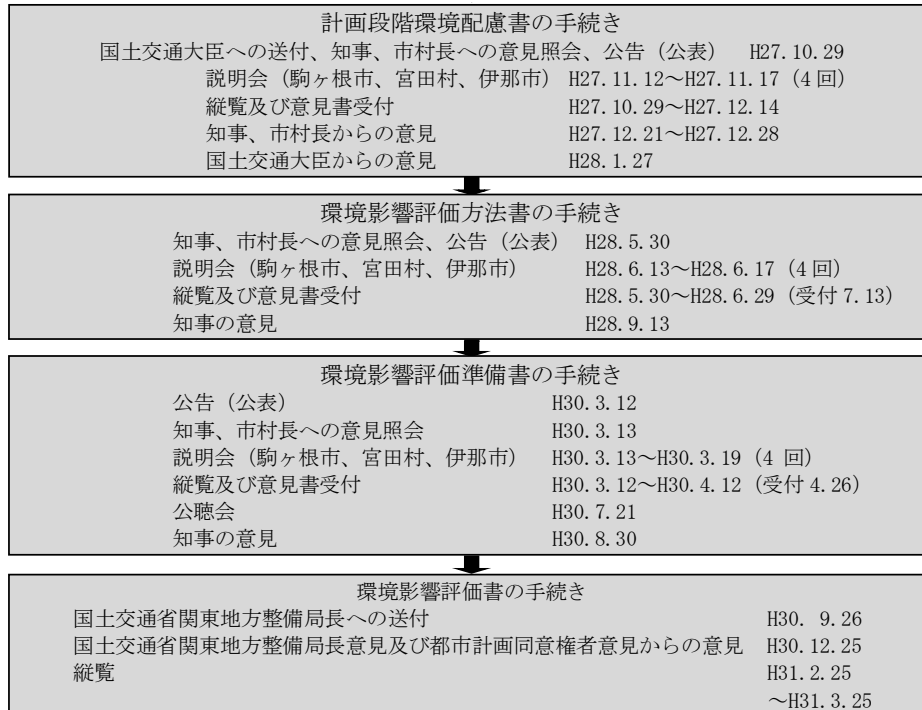 計画段階環境配慮書の手続き
国土交通大臣への送付、知事、市村長への意見照会、公告（公表） H27.10.29
説明会（駒ヶ根市、宮田村、伊那市） H27.11.12～H27.11.17（4回）
縦覧及び意見書受付 H27.10.29～H27.12.14
知事、市村長からの意見 H27.12.21～H27.12.28
国土交通大臣からの意見 H28.1.27
環境影響評価方法書の手続き
知事、市村長への意見照会、公告（公表） H28.5.30
説明会（駒ヶ根市、宮田村、伊那市） H28.6.13～H28.6.17（4回）
縦覧及び意見書受付 H28.5.30～H28.6.29（受付7.13）
知事の意見 H28.9.13
環境影響評価準備書の手続き
公告（公表） H30.3.12
知事、市村長への意見照会 H30.3.13
説明会（駒ヶ根市、宮田村、伊那市） H30.3.13～H30.3.19（4 回）
縦覧及び意見書受付 H30.3.12～H30.4.12（受付4.26）
公聴会 H30.7.21
知事の意見 H30.8.30
環境影響評価書の手続き
国土交通省関東地方整備局長への送付 H30. 9.26
国土交通省関東地方整備局長意見及び都市計画同意権者意見からの意見 H30.12.25
縦覧 H31.2.25
～H31.3.25